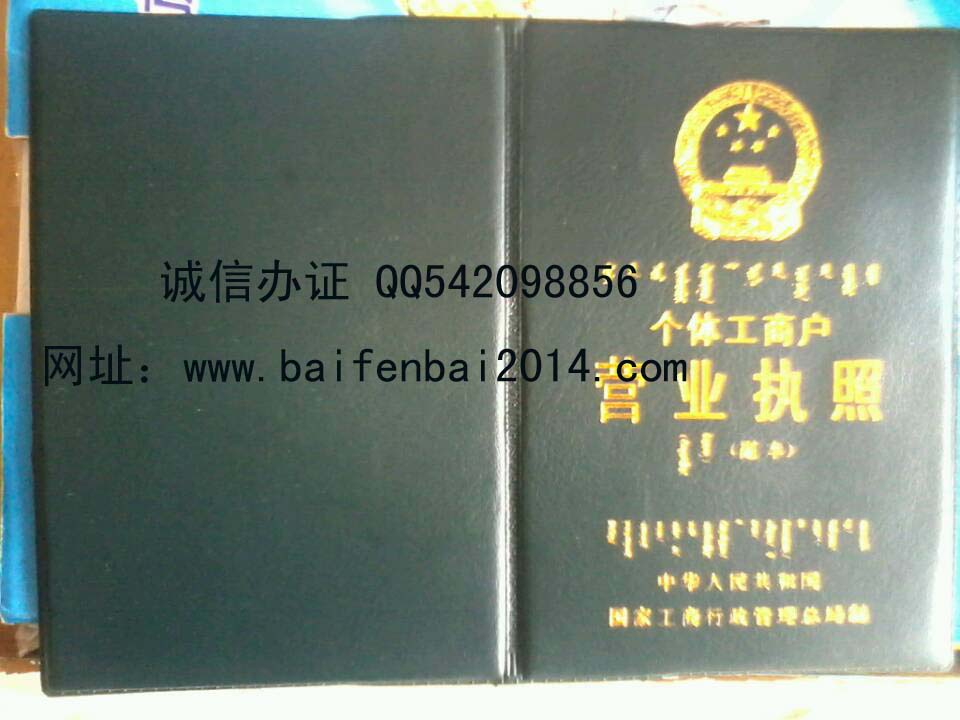 诚信办证 QQ542098856
个体工商户
网址：www.baifenbai2014.com
营业执照
（副本）
中华人民共和国
国家工商行政管理总局制